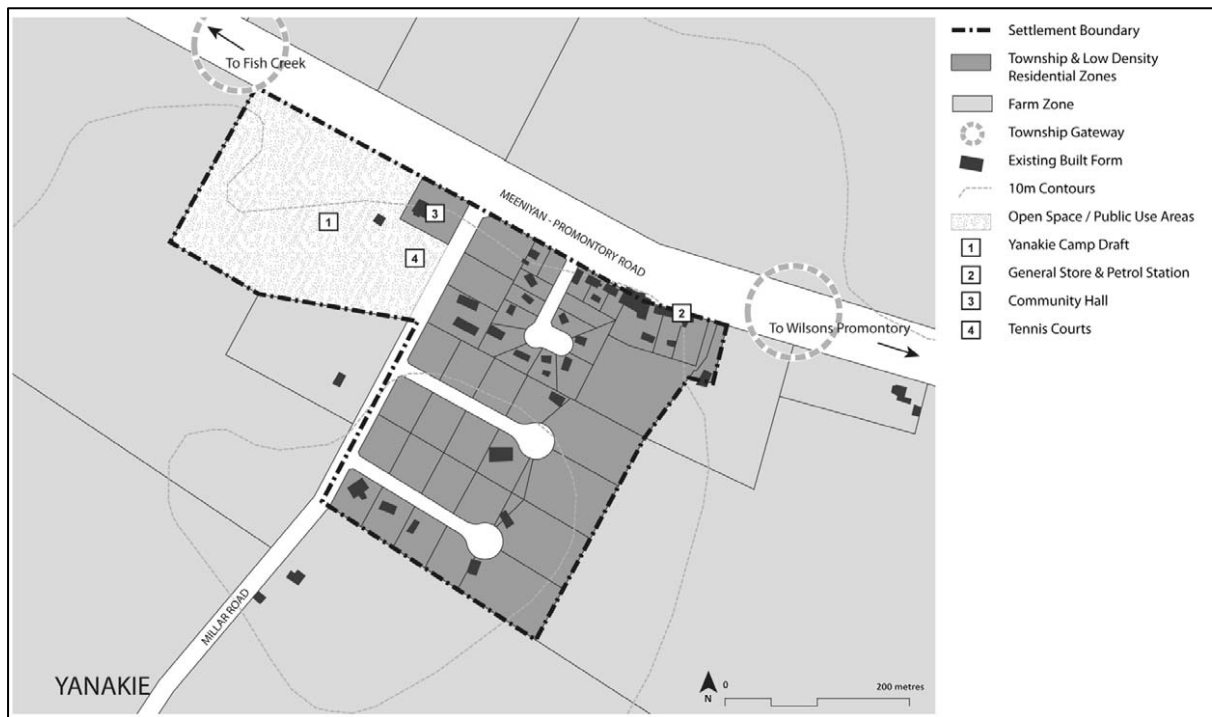 To Fish Creek
MEENIYAN - PROMONTORY ROAD
To Wilsons Promontory
MILLAR ROAD
1
2
3
4
YANAKIE
N
0
200 metres
Settlement Boundary
Township & Low Density
Residential Zones
Farm Zone
Township Gateway
Existing Built Form
10m Contours
Open Space / Public Use Areas
1 Yanakie Camp Draft
2 General Store & Petrol Station
3 Community Hall
4 Tennis Courts